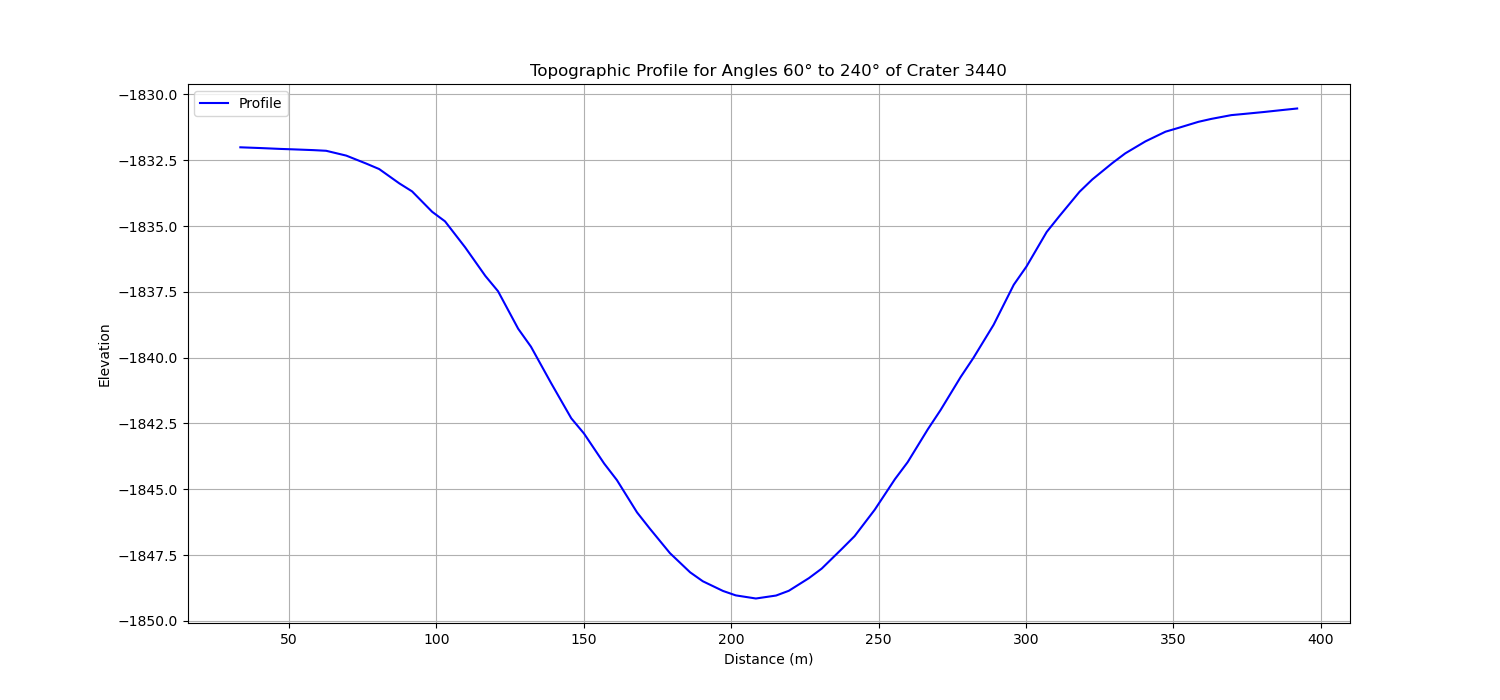 Topographic Profile for Angles 60° to 240° of Crater 3440
Profile
−1830.0
−1832.5
−1835.0
−1837.5
−1840.0
−1842.5
−1845.0
−1847.5
−1850.0
Elevation
50 100 150 200 250 300 350 400
Distance (m)